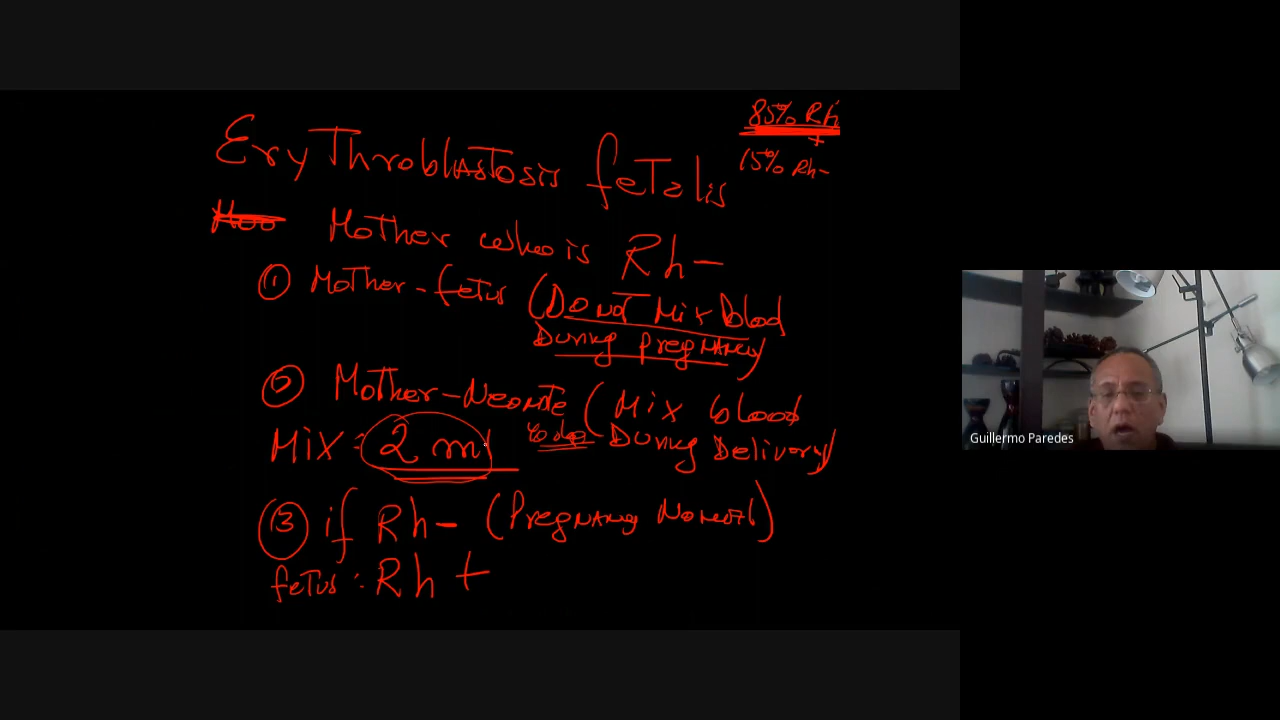 85% Rh
+
15% Rh-
Erythroblastosis fetalis
Mother who is Rh-
① Mother-fetus (Do not Mix Blood
During pregnancy)
② Mother-Neonate (Mix blood
During Delivery)
Mix: 2 ml
③ if Rh- (Pregnancy Normal)
fetus: Rh +
Guillermo Paredes